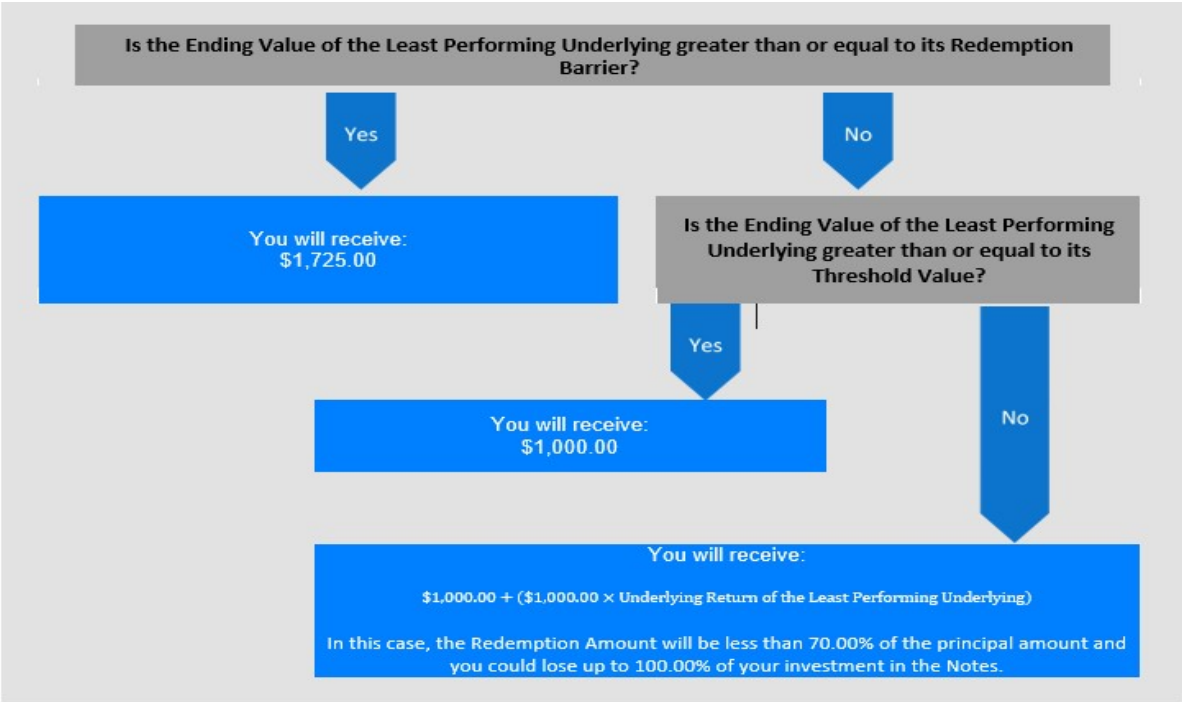 Is the Ending Value of the Least Performing Underlying greater than or equal to its Redemption
Barrier?
Yes
No
You will receive:
$1,725.00
Is the Ending Value of the Least Performing
Underlying greater than or equal to its
Threshold Value?
Yes
No
You will receive:
$1,000.00
You will receive:
$1,000.00 + ($1,000.00 × Underlying Return of the Least Performing Underlying)
In this case, the Redemption Amount will be less than 70.00% of the principal amount and
you could lose up to 100.00% of your investment in the Notes.